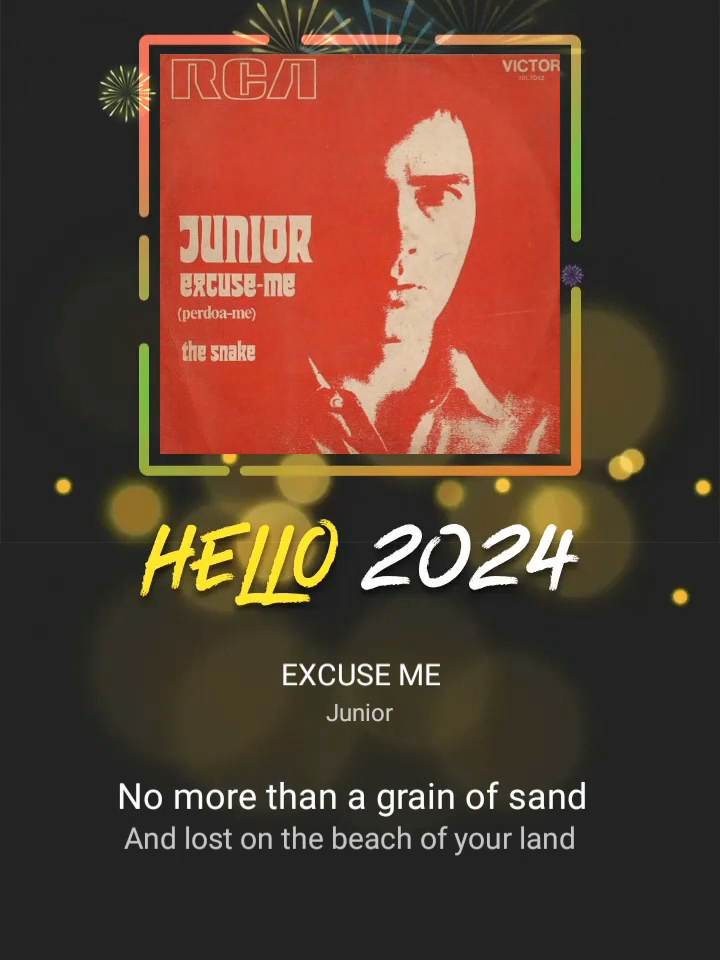 RCA
VICTOR
JUNIOR
excuse-me
(perdoa-me)
the snake
HELLO 2024
EXCUSE ME
Junior
No more than a grain of sand
And lost on the beach of your land